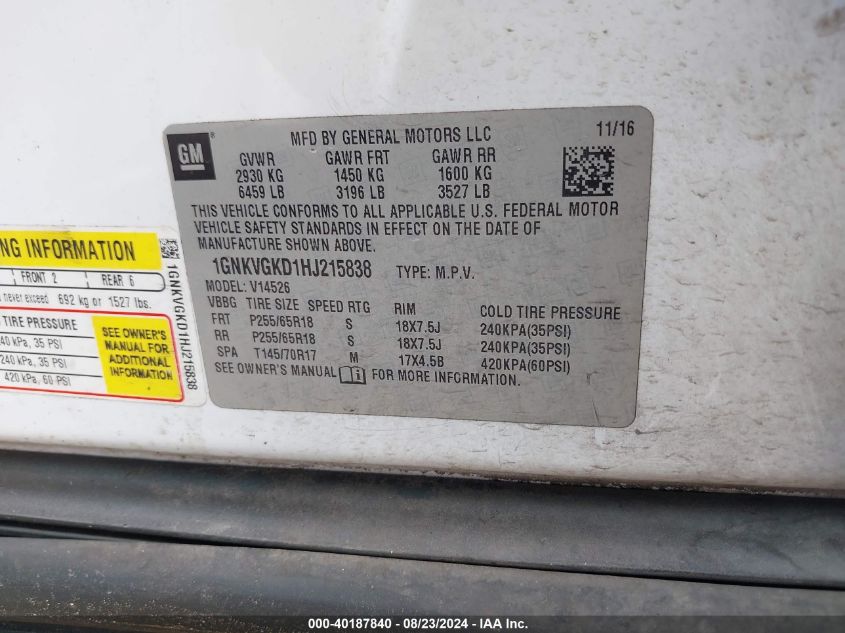 GM
MFD BY GENERAL MOTORS LLC 11/16
GVWR GAWR FRT GAWR RR
2930 KG 1450 KG 1600 KG
6459 LB 3196 LB 3527 LB
THIS VEHICLE CONFORMS TO ALL APPLICABLE U.S. FEDERAL MOTOR
VEHICLE SAFETY STANDARDS IN EFFECT ON THE DATE OF
MANUFACTURE SHOWN ABOVE.
1GNKVGKD1HJ215838 TYPE: M.P.V.
MODEL: V14526
VBBG TIRE SIZE SPEED RTG RIM COLD TIRE PRESSURE
FRT P255/65R18 S 18X7.5J 240KPA(35PSI)
RR P255/65R18 S 18X7.5J 240KPA(35PSI)
SPA T145/70R17 M 17X4.5B 420KPA(60PSI)
SEE OWNER'S MANUAL FOR MORE INFORMATION.
NG INFORMATION
FRONT 2 REAR 6
never exceed 692 kg or 1527 lbs.
TIRE PRESSURE
240 kPa, 35 PSI
240 kPa, 35 PSI
420 kPa, 60 PSI
SEE OWNER'S
MANUAL FOR
ADDITIONAL
INFORMATION
1GNKVGKD1HJ215838
000-40187840 - 08/23/2024 - IAA Inc.